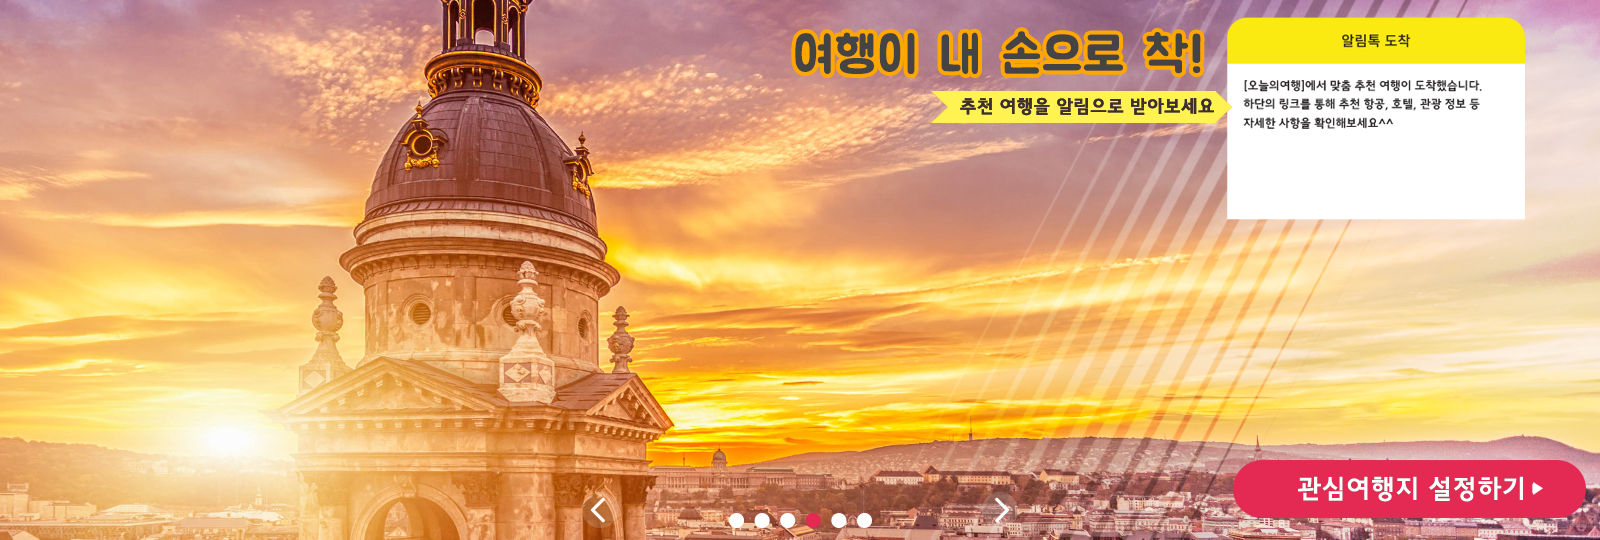 여행이 내 손으로 착!
추천 여행을 알림으로 받아보세요
알림톡 도착
[오늘의여행]에서 맞춤 추천 여행이 도착했습니다.
하단의 링크를 통해 추천 항공, 호텔, 관광 정보 등
자세한 사항을 확인해보세요^^
관심여행지 설정하기